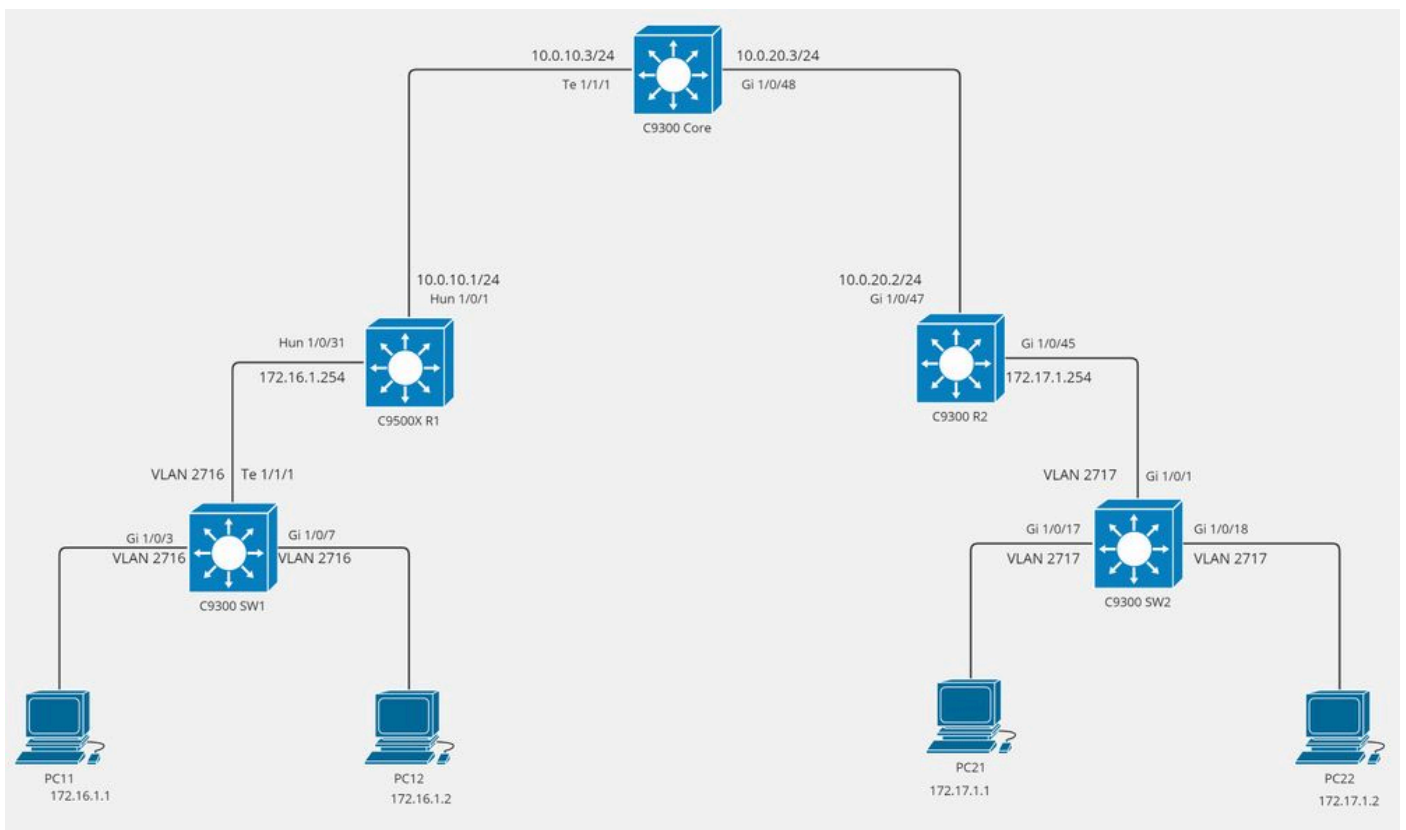 10.0.10.3/24
10.0.20.3/24
Te 1/1/1
Gi 1/0/48
C9300 Core
10.0.10.1/24
Hun 1/0/1
10.0.20.2/24
Gi 1/0/47
Hun 1/0/31
172.16.1.254
C9500X R1
Gi 1/0/45
172.17.1.254
C9300 R2
VLAN 2716
Te 1/1/1
VLAN 2717
Gi 1/0/1
Gi 1/0/3
VLAN 2716
Gi 1/0/7
VLAN 2716
C9300 SW1
Gi 1/0/17
VLAN 2717
Gi 1/0/18
VLAN 2717
C9300 SW2
PC11
172.16.1.1
PC12
172.16.1.2
PC21
172.17.1.1
PC22
172.17.1.2